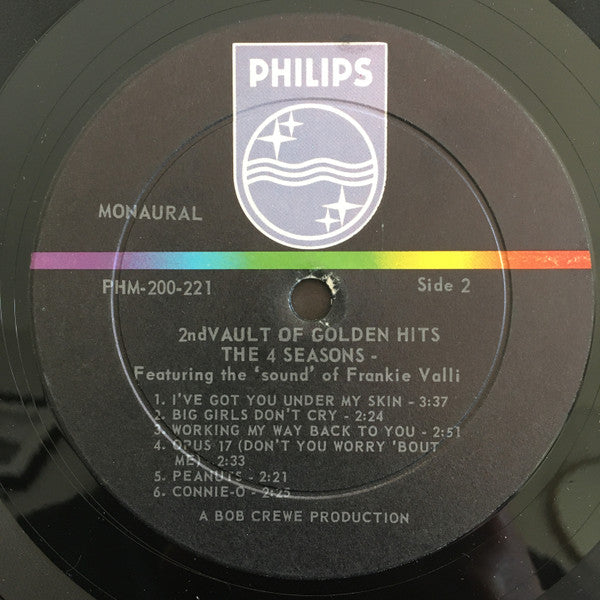 PHILIPS
MONAURAL
PHM-200-221 Side 2
2ndVAULT OF GOLDEN HITS
THE 4 SEASONS -
Featuring the 'sound' of Frankie Valli
1. I'VE GOT YOU UNDER MY SKIN - 3:37
2. BIG GIRLS DON'T CRY - 2:24
3. WORKING MY WAY BACK TO YOU - 2:51
4. OPUS 17 (DON'T YOU WORRY 'BOUT
ME) - 2:33
5. PEANUTS - 2:21
6. CONNIE-O - 2:25
A BOB CREWE PRODUCTION